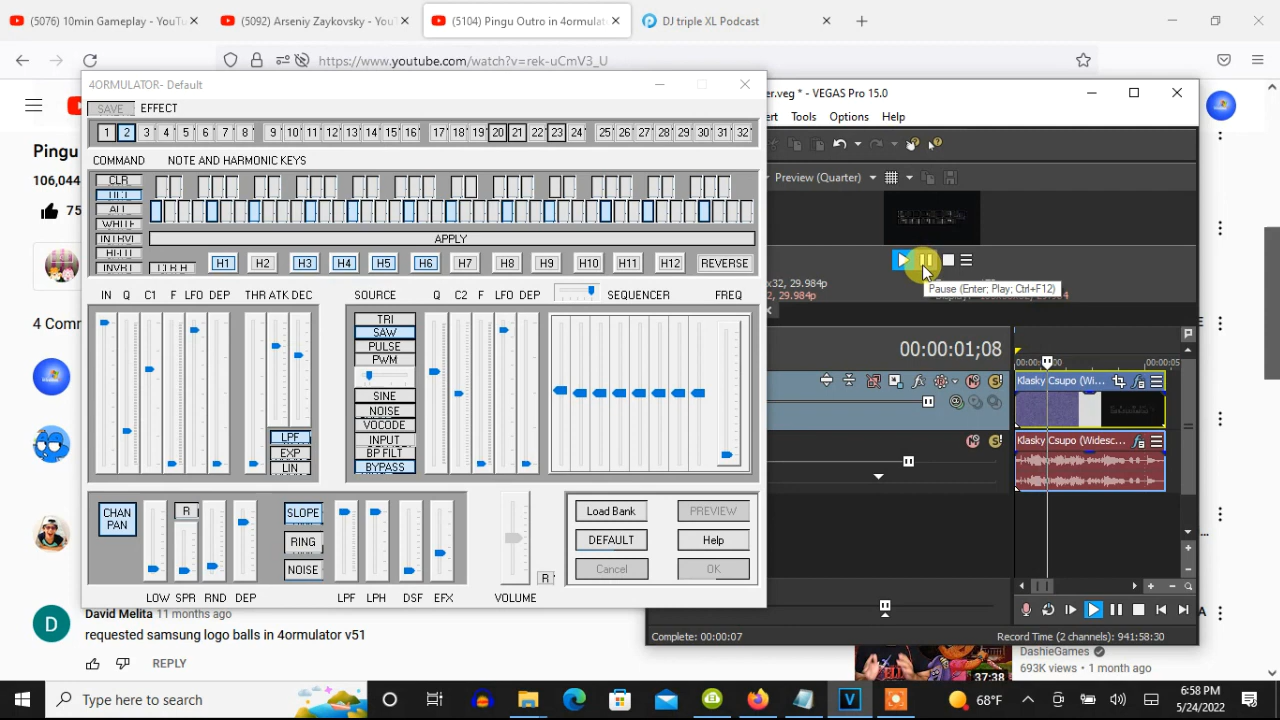 (5076) 10min Gameplay - YouTu
(5092) Arseniy Zaykovsky - You
(5104) Pingu Outro in 4ormulator
DJ triple XL Podcast
https://www.youtube.com/watch?v=rek-uCmV3_U
4ORMULATOR- Default
SAVE EFFECT
1 2 3 4 5 6 7 8 9 10 11 12 13 14 15 16 17 18 19 20 21 22 23 24 25 26 27 28 29 30 31 32
COMMAND NOTE AND HARMONIC KEYS
CLR
ALL
WHITE
INTRVL
APPLY
H1 H2 H3 H4 H5 H6 H7 H8 H9 H10 H11 H12 REVERSE
IN Q C1 F LFO DEP THR ATK DEC SOURCE Q C2 F LFO DEP SEQUENCER FREQ
TRI
SAW
PULSE
PWM
SINE
NOISE
VOCODE
INPUT
BP FILT
BYPASS
LPF
EXP
LIN
CHAN PAN
R
SLOPE
RING
NOISE
LOW SPR RND DEP LPF LPH DSF EFX VOLUME
R
Load Bank PREVIEW
DEFAULT Help
Cancel OK
er.veg * - VEGAS Pro 15.0
ert Tools Options Help
Preview (Quarter)
x32, 29.984p
Pause (Enter; Play; Ctrl+F12)
00:00:01;08
00:00:05
Klasky Csupo (Wi...
Klasky Csupo (Widesc...
Complete: 00:00:07
Record Time (2 channels): 941:58:30
Pingu
106,044
75
4 Comm
David Melita 11 months ago
requested samsung logo balls in 4ormulator v51
REPLY
37:38
DashieGames
693K views • 1 month ago
Type here to search
68°F
6:58 PM
5/24/2022